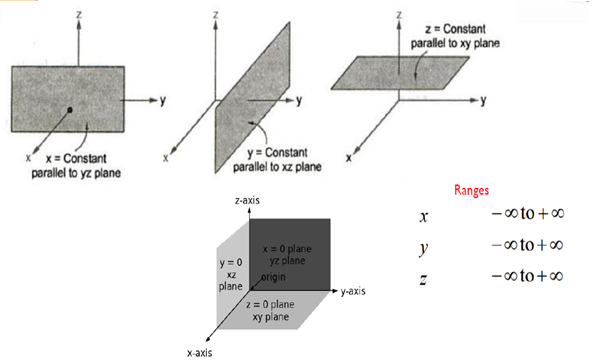 z
y
x
x = Constant
parallel to yz plane
z
y
x
y = Constant
parallel to xz plane
z
z = Constant
parallel to xy plane
y
x
z-axis
x = 0 plane
yz plane
y = 0
xz
plane
origin
y-axis
z = 0 plane
xy plane
x-axis
Ranges
x -∞ to +∞
y -∞ to +∞
z -∞ to +∞